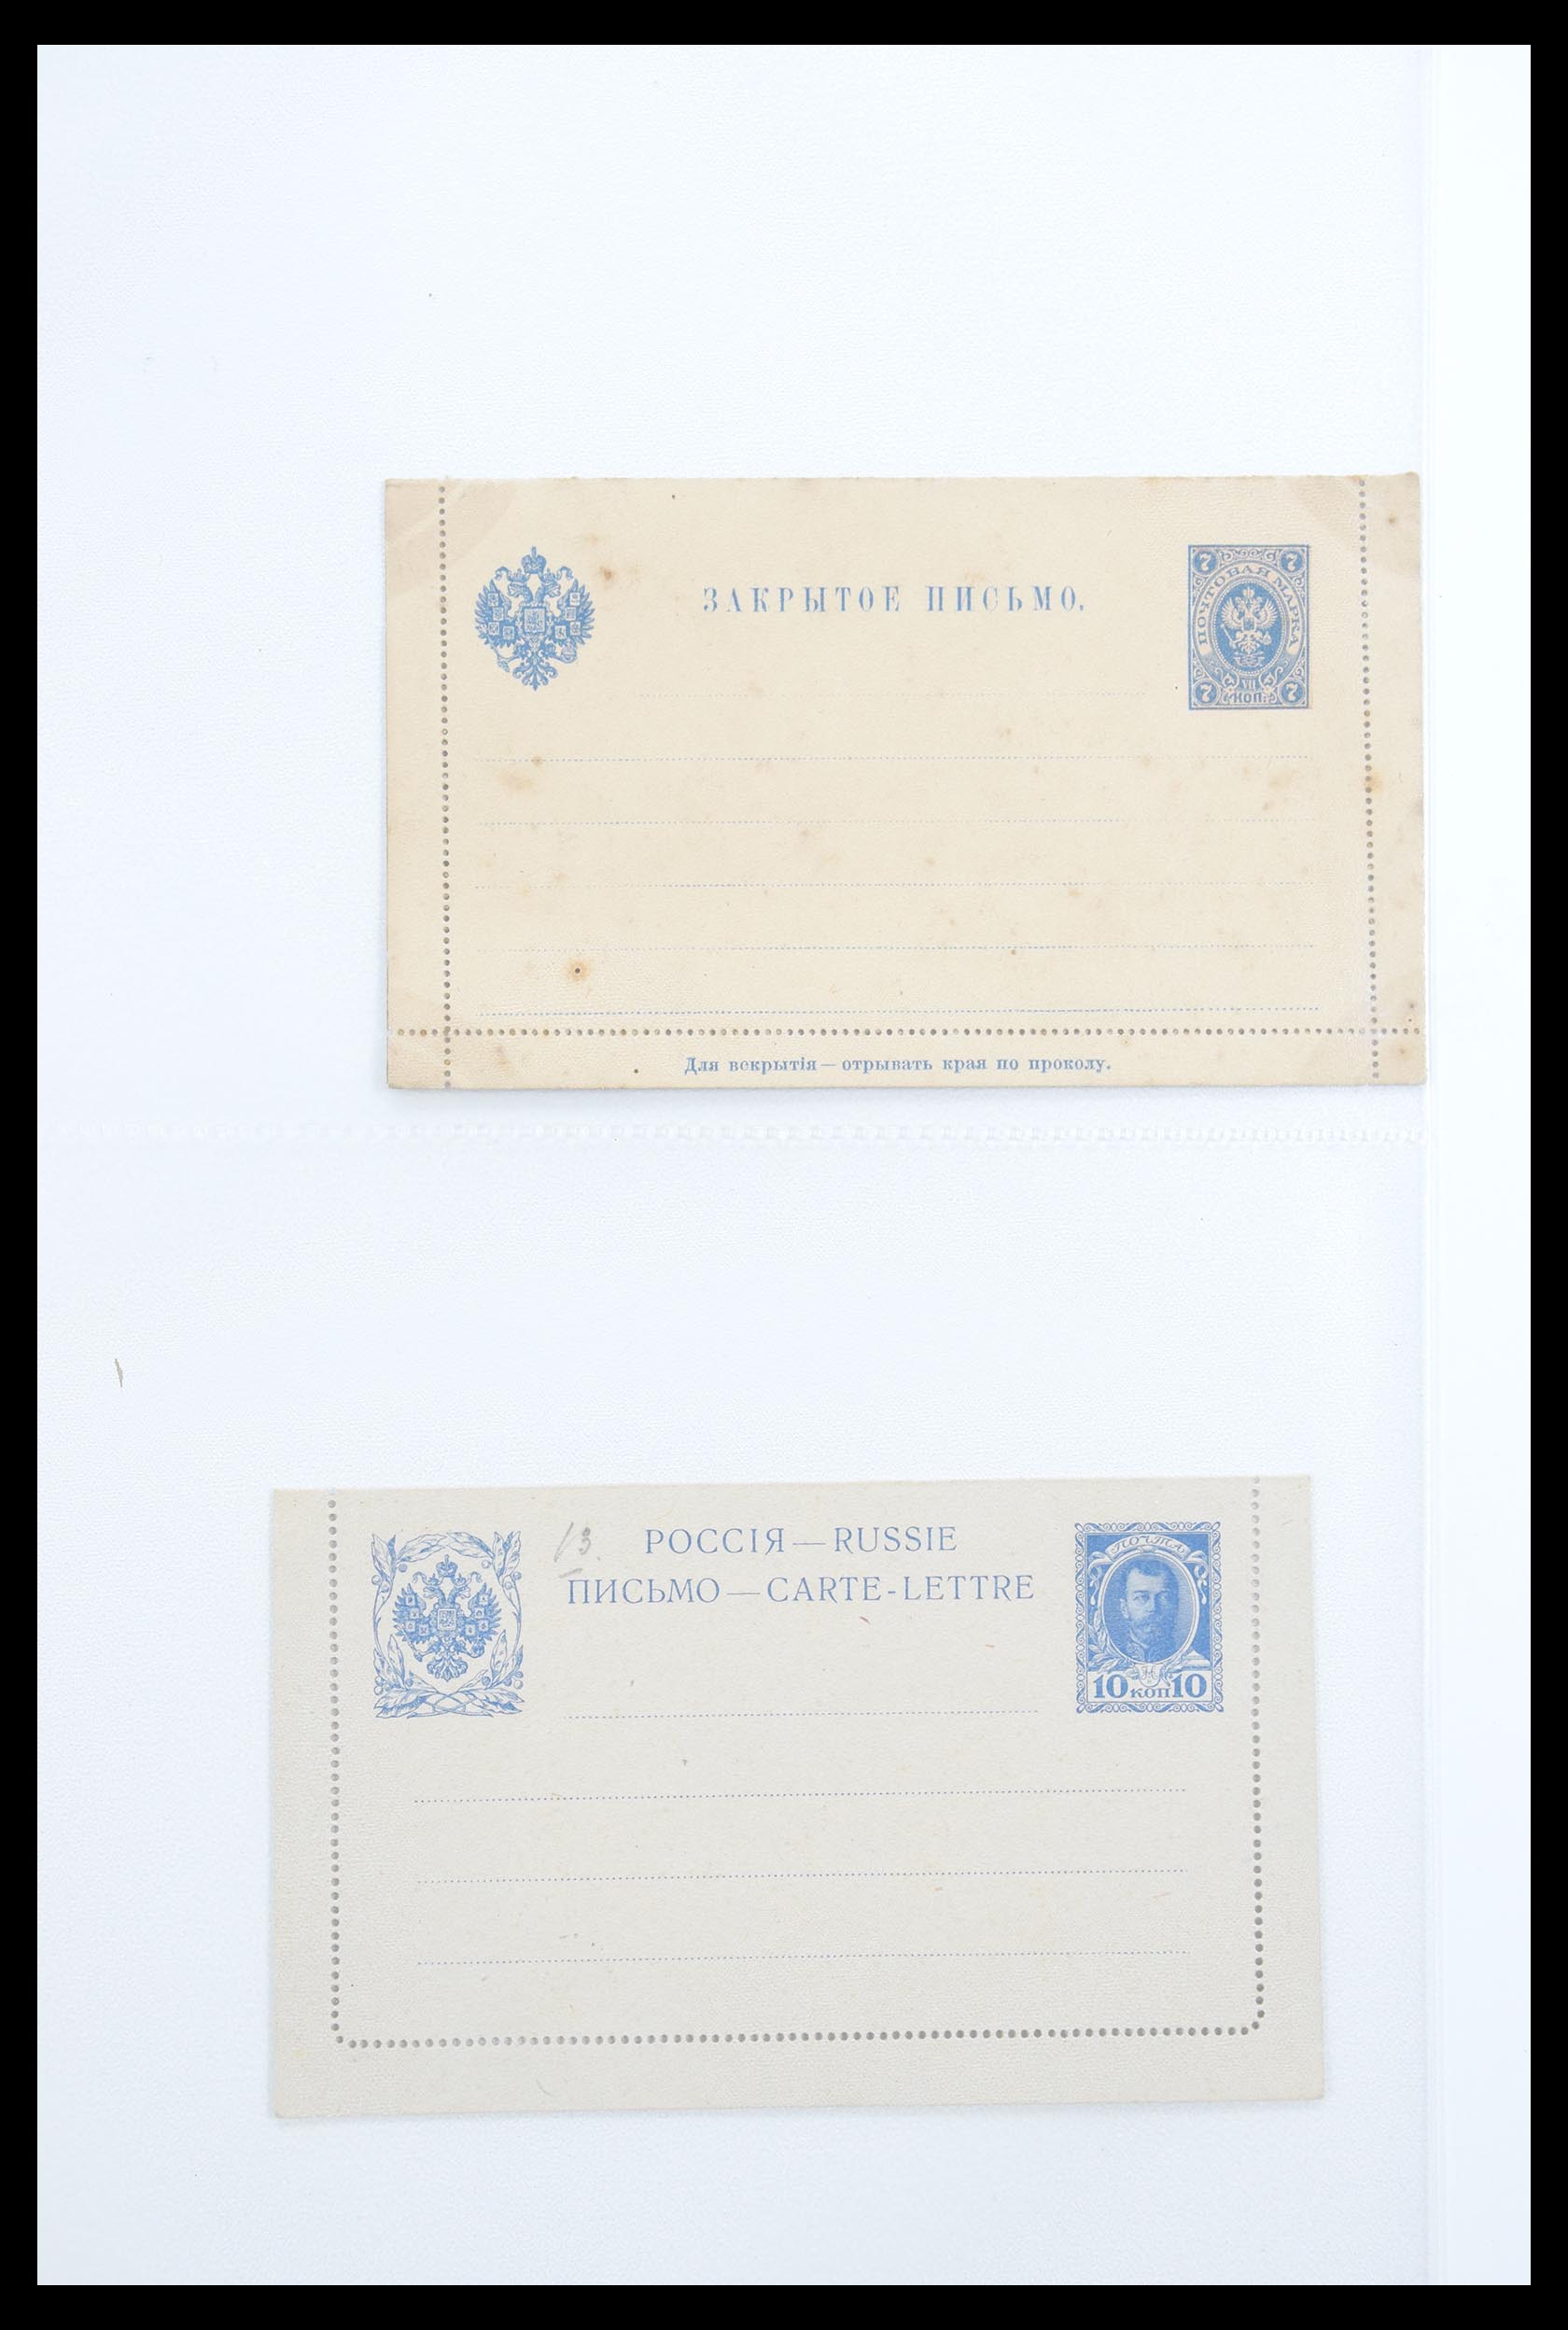 ЗАКРЫТОЕ ПИСЬМО.
7 7
ПОЧТОВАЯ МАРКА
VII
7 КОП. 7
Для вскрытія — отрывать края по проколу.
13.
РОССІЯ — RUSSIE
ПИСЬМО — CARTE-LETTRE
ПОЧТА
10 коп 10